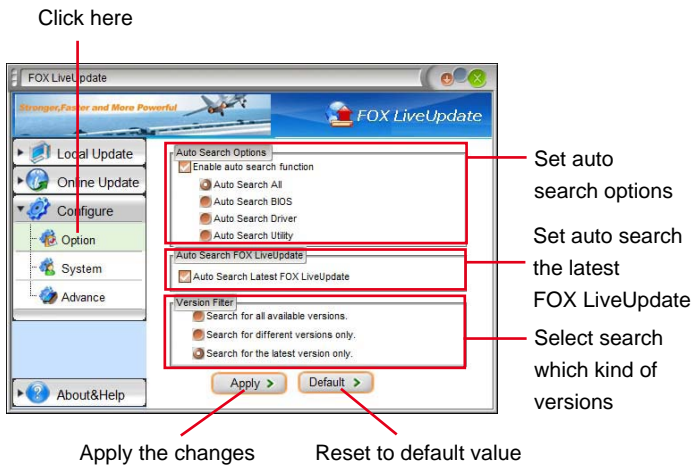 Click here
FOX LiveUpdate
Stronger,Faster and More Powerful
FOX LiveUpdate
Local Update
Online Update
Configure
Option
System
Advance
About&Help
Auto Search Options
Enable auto search function
Auto Search All
Auto Search BIOS
Auto Search Driver
Auto Search Utility
Auto Search FOX LiveUpdate
Auto Search Latest FOX LiveUpdate
Version Filter
Search for all available versions.
Search for different versions only.
Search for the latest version only.
Apply >
Default >
Set auto
search options
Set auto search
the latest
FOX LiveUpdate
Select search
which kind of
versions
Apply the changes
Reset to default value